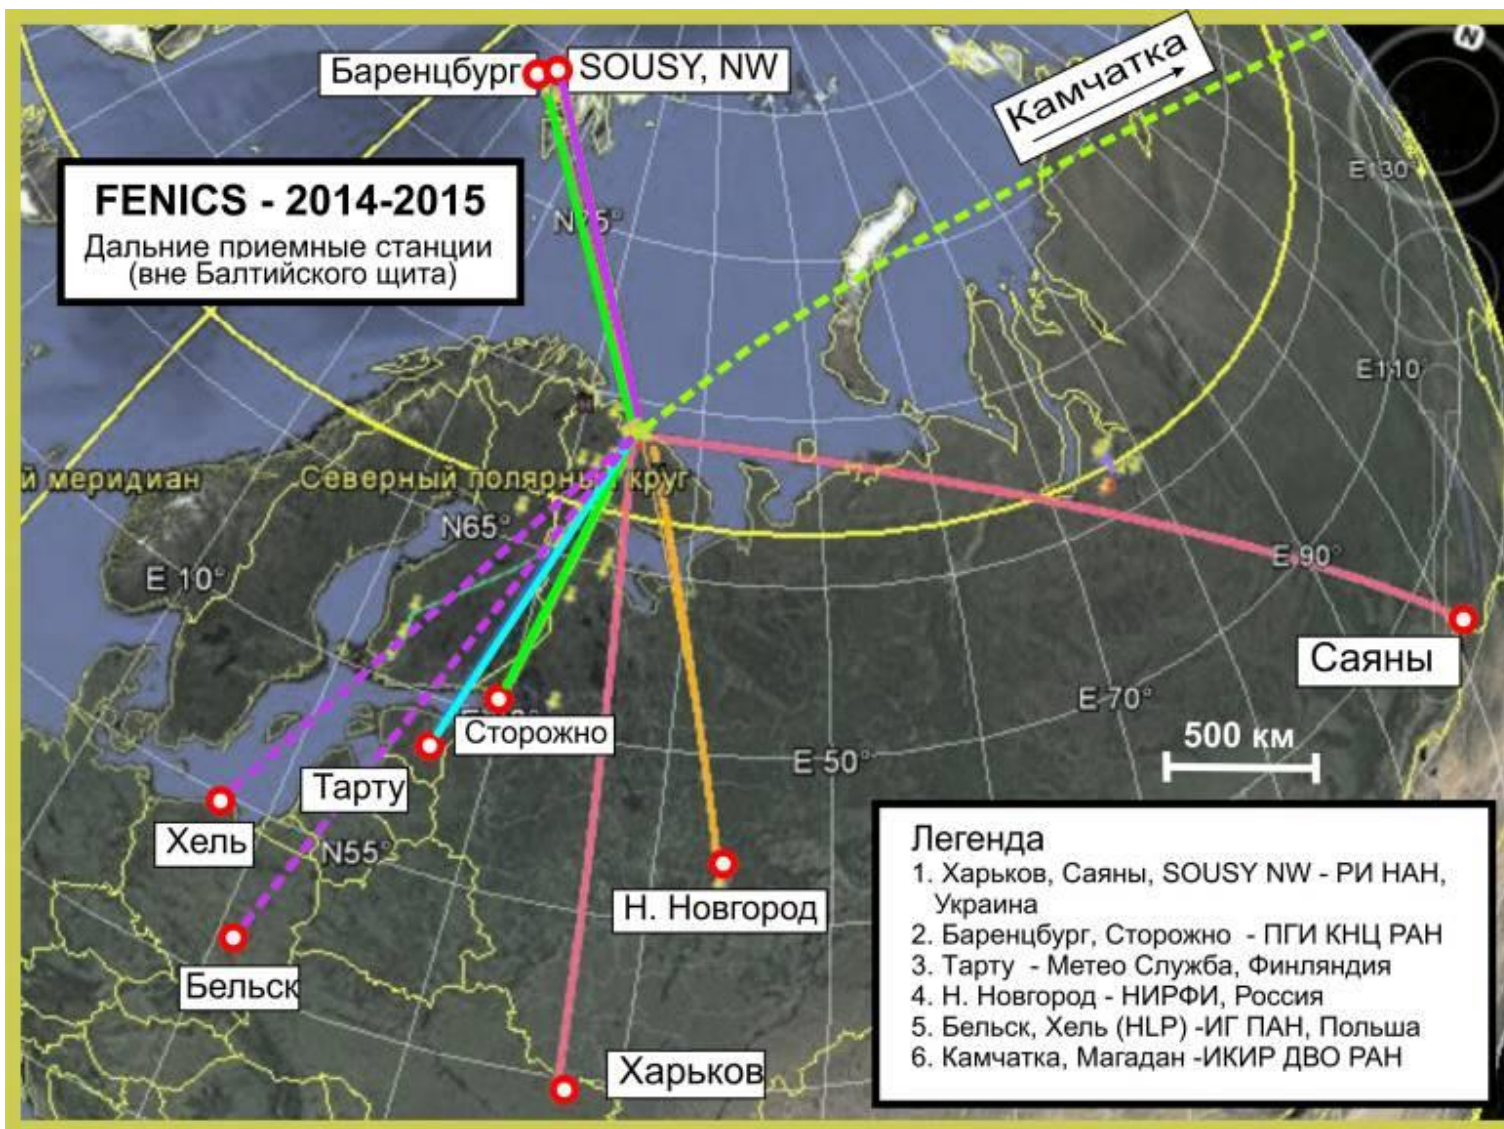 Баренцбург
SOUSY, NW
Камчатка
N
E130°
FENICS - 2014-2015
Дальние приемные станции
(вне Балтийского щита)
N75°
E110
й меридиан
Северный полярный круг
N65°
E 10°
E 90°
Саяны
E 70°
Сторожно
500 км
E 50°
Тарту
Хель
N55°
Н. Новгород
Бельск
Харьков
Легенда
1. Харьков, Саяны, SOUSY NW - РИ НАН,
Украина
2. Баренцбург, Сторожно - ПГИ КНЦ РАН
3. Тарту - Метео Служба, Финляндия
4. Н. Новгород - НИРФИ, Россия
5. Бельск, Хель (HLP) -ИГ ПАН, Польша
6. Камчатка, Магадан -ИКИР ДВО РАН